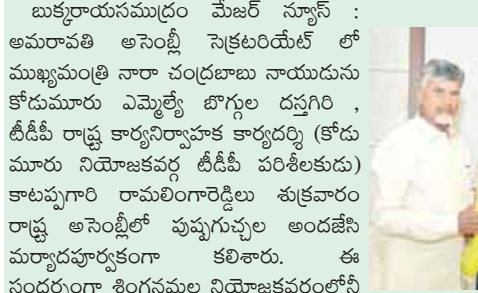 బుక్కరాయసముద్రం మేజర్ న్యూస్ :
అమరావతి అసెంబ్లీ సెక్రటరియేట్ లో
ముఖ్యమంత్రి నారా చంద్రబాబు నాయుడును
కోడుమూరు ఎమ్మెల్యే బొగ్గుల దస్తగిరి ,
టీడీపీ రాష్ట్ర కార్యనిర్వాహక కార్యదర్శి (కోడు
మూరు నియోజకవర్గ టీడీపీ పరిశీలకుడు)
కాటప్పగారి రామలింగారెడ్డిలు శుక్రవారం
రాష్ట్ర అసెంబ్లీలో పుష్పగుచ్చల అందజేసి
మర్యాదపూర్వకంగా కలిశారు. ఈ
సందర్భంగా శింగనమల నియోజకవర్గంలోని